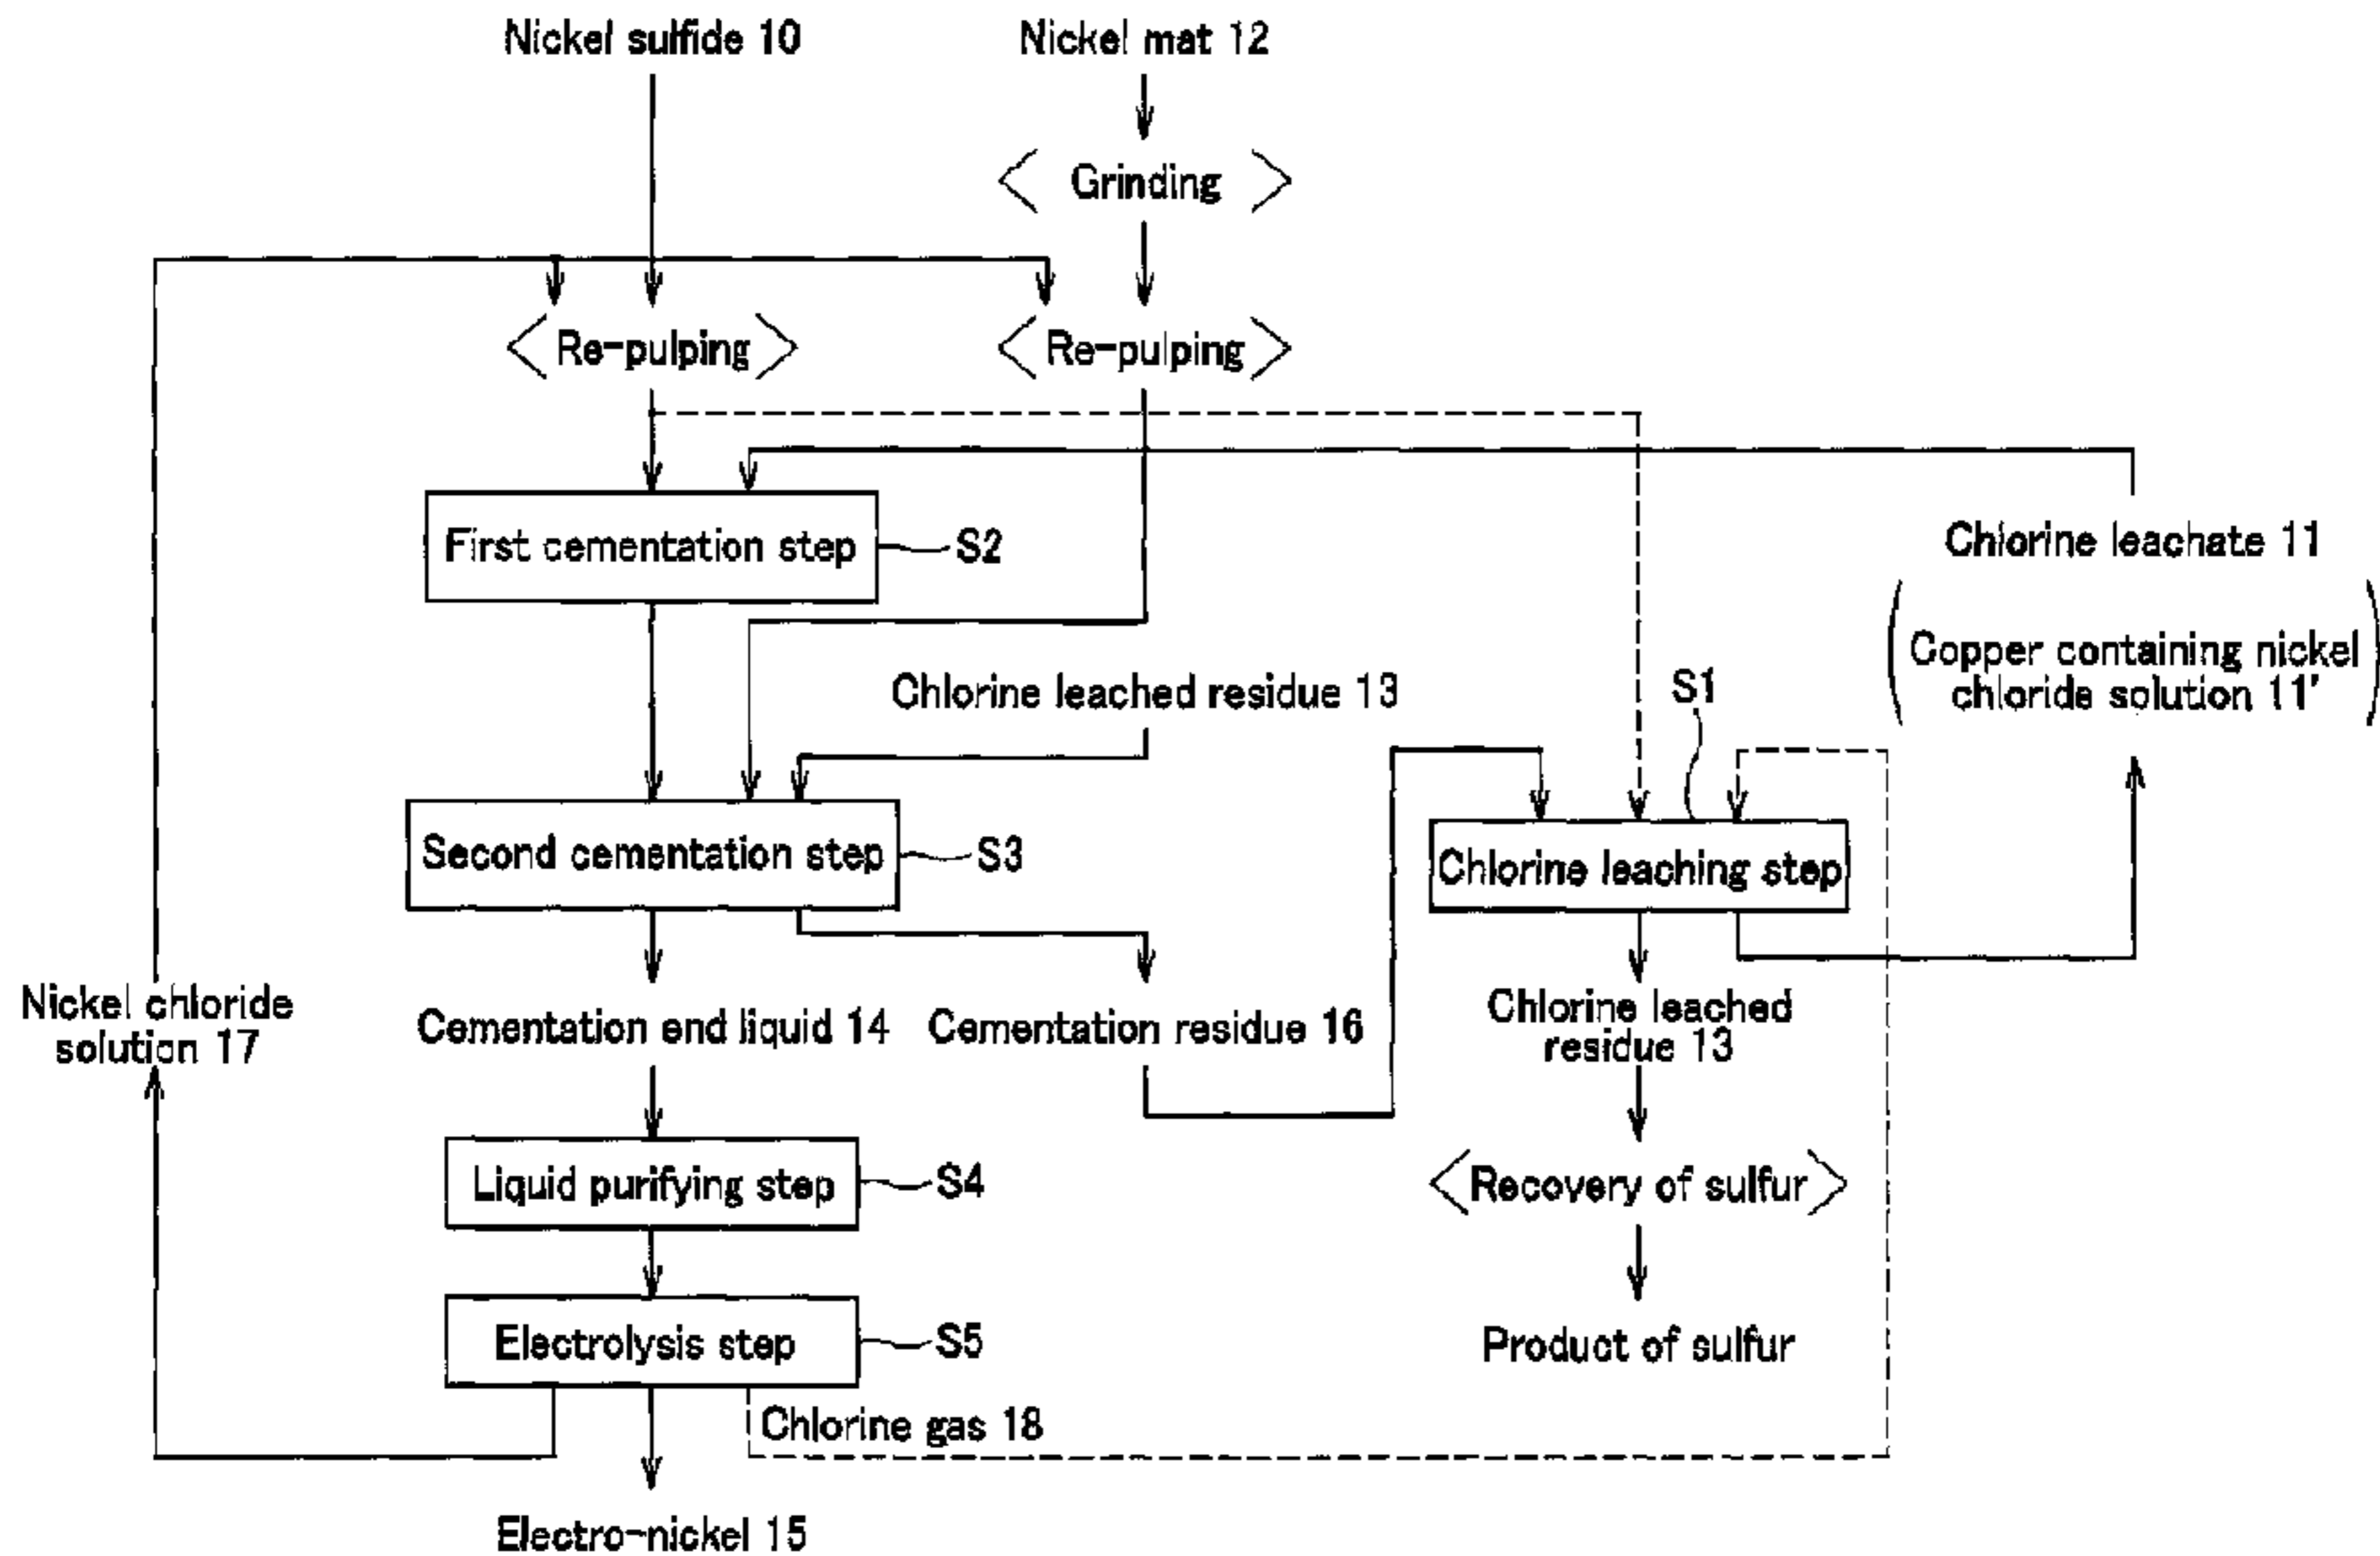 Nickel sulfide 10
Nickel mat 12
Grinding
Re-pulping
Re-pulping
First cementation step
S2
Chlorine leachate 11
Copper containing nickel
chloride solution 11'
Chlorine leached residue 13
S1
Second cementation step
S3
Chlorine leaching step
Nickel chloride
solution 17
Cementation end liquid 14
Cementation residue 16
Chlorine leached
residue 13
Liquid purifying step
S4
Recovery of sulfur
Electrolysis step
S5
Product of sulfur
Chlorine gas 18
Electro-nickel 15